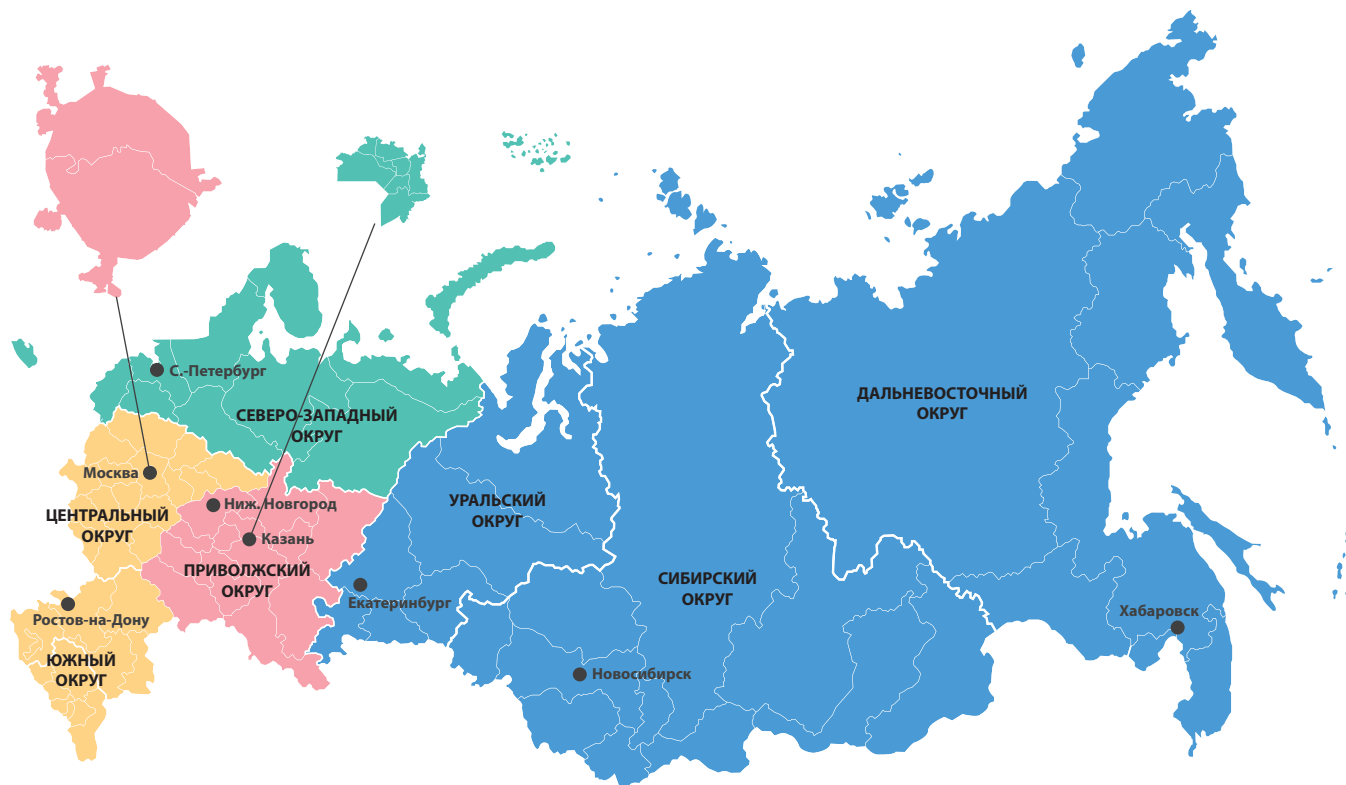 С.-Петербург
СЕВЕРО-ЗАПАДНЫЙ
ОКРУГ
ДАЛЬНЕВОСТОЧНЫЙ
ОКРУГ
Москва
ЦЕНТРАЛЬНЫЙ
ОКРУГ
Ниж. Новгород
Казань
ПРИВОЛЖСКИЙ
ОКРУГ
УРАЛЬСКИЙ
ОКРУГ
Екатеринбург
СИБИРСКИЙ
ОКРУГ
Ростов-на-Дону
ЮЖНЫЙ
ОКРУГ
Новосибирск
Хабаровск